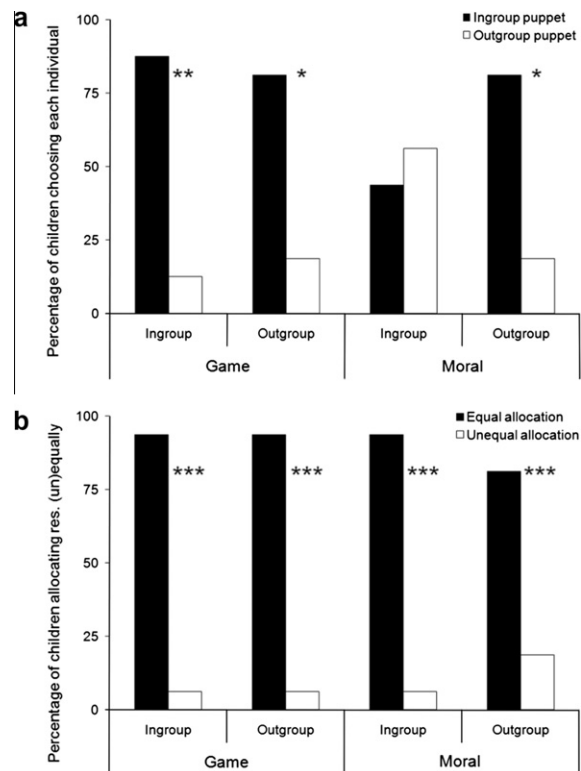 a
Percentage of children choosing each individual
100
75
50
25
0
Ingroup puppet
Outgroup puppet
** * *
Ingroup Outgroup Ingroup Outgroup
Game Moral
b
Percentage of children allocating res. (un)equally
100
75
50
25
0
Equal allocation
Unequal allocation
*** *** *** ***
Ingroup Outgroup Ingroup Outgroup
Game Moral